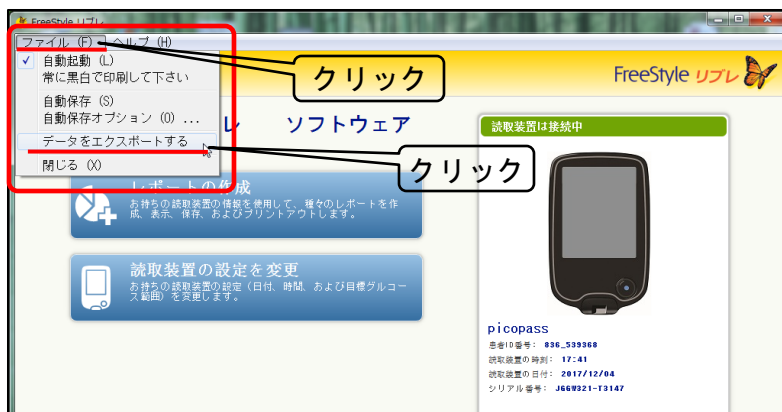 FreeStyle リブレ
ファイル (F) ヘルプ (H)
自動起動 (L)
常に黒白で印刷して下さい
自動保存 (S)
自動保存オプション (O) ...
データをエクスポートする
閉じる (X)
クリック
クリック
FreeStyle リブレ
レ ソフトウェア
レポートの作成
お持ちの読取装置の情報を使用して、種々のレポートを作
成、表示、保存、およびプリントアウトします。
読取装置の設定を変更
お持ちの読取装置の設定（日付、時間、および目標グルコー
ス範囲）を変更します。
読取装置は接続中
picopass
患者ID番号： 836_539368
読取装置の時刻： 17:41
読取装置の日付： 2017/12/04
シリアル番号： J66W321-T3147